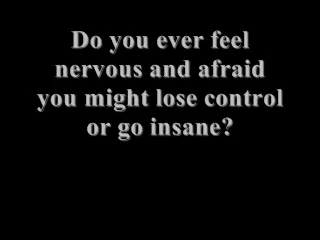 Do you ever feel
nervous and afraid
you might lose control
or go insane?